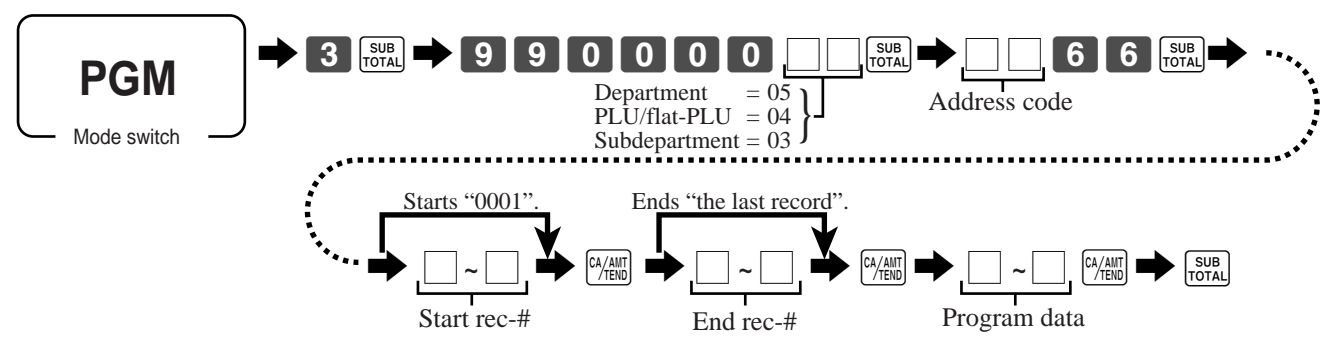 PGM
Mode switch
3 SUB TOTAL 9 9 0 0 0 0 SUB TOTAL 6 6 SUB TOTAL
Department = 05
PLU/flat-PLU = 04
Subdepartment = 03
Address code
Starts “0001”. Ends “the last record”.
~ CA/AMT/TEND ~ CA/AMT/TEND ~ CA/AMT/TEND SUB TOTAL
Start rec-# End rec-# Program data